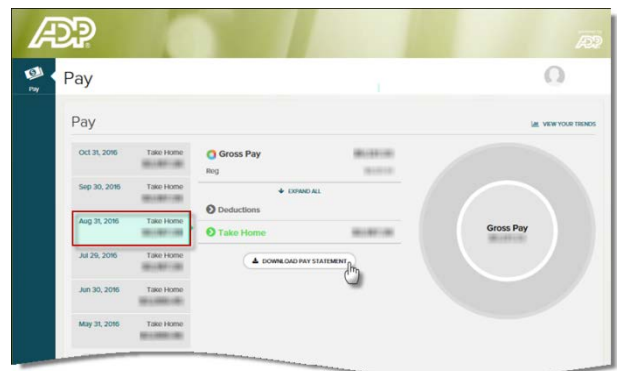 ADP
ADP
Pay
Pay
Pay
VIEW YOUR TRENDS
Oct 31, 2016 Take Home
Sep 30, 2016 Take Home
Aug 31, 2016 Take Home
Jul 29, 2016 Take Home
Jun 30, 2016 Take Home
May 31, 2016 Take Home
Gross Pay
Reg
EXPAND ALL
Deductions
Take Home
DOWNLOAD PAY STATEMENT
Gross Pay